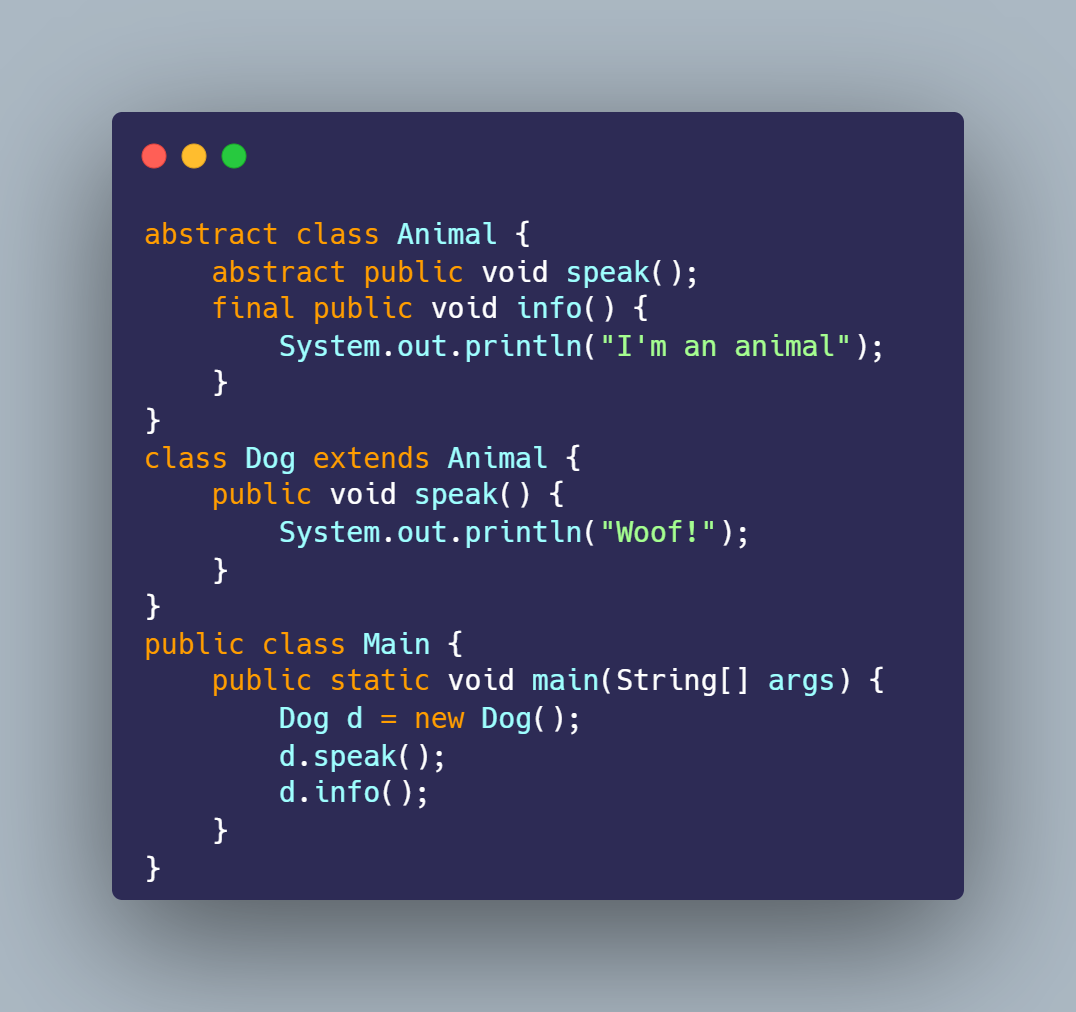 abstract class Animal {
    abstract public void speak();
    final public void info() {
        System.out.println("I'm an animal");
    }
}
class Dog extends Animal {
    public void speak() {
        System.out.println("Woof!");
    }
}
public class Main {
    public static void main(String[] args) {
        Dog d = new Dog();
        d.speak();
        d.info();
    }
}